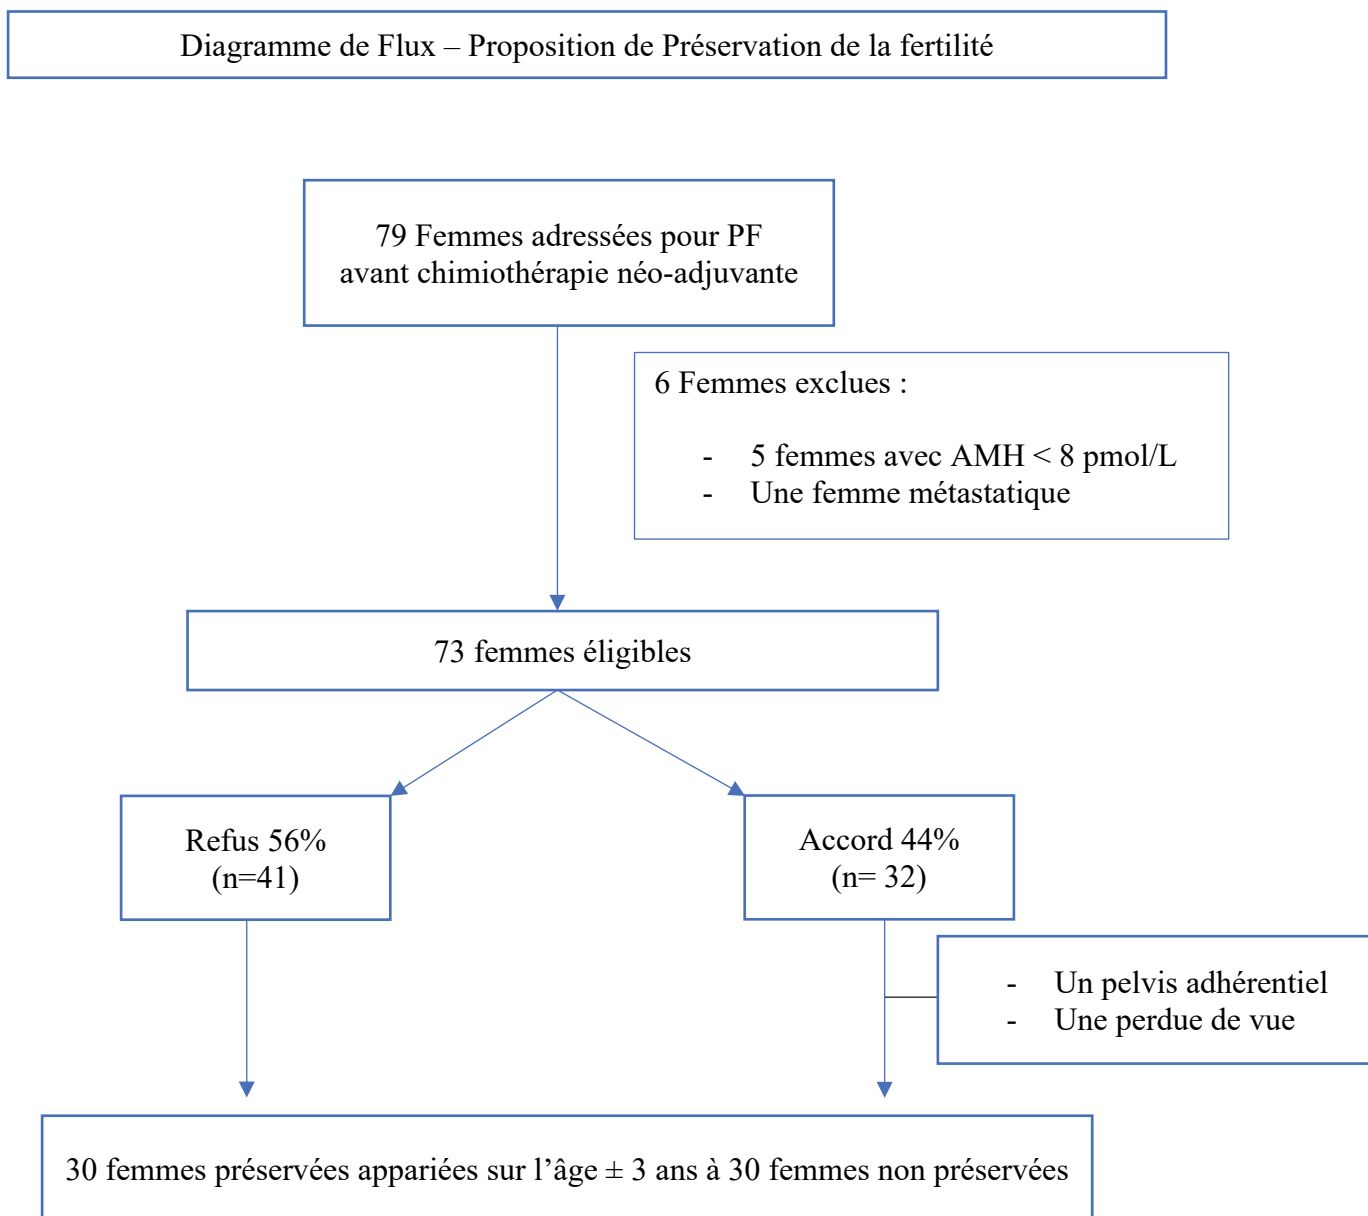 Diagramme de Flux – Proposition de Préservation de la fertilité
79 Femmes adressées pour PF
avant chimiothérapie néo-adjuvante
6 Femmes exclues :
- 5 femmes avec AMH < 8 pmol/L
- Une femme métastatique
73 femmes éligibles
Refus 56%
(n=41)
Accord 44%
(n= 32)
- Un pelvis adhérentiel
- Une perdue de vue
30 femmes préservées appariées sur l’âge ± 3 ans à 30 femmes non préservées